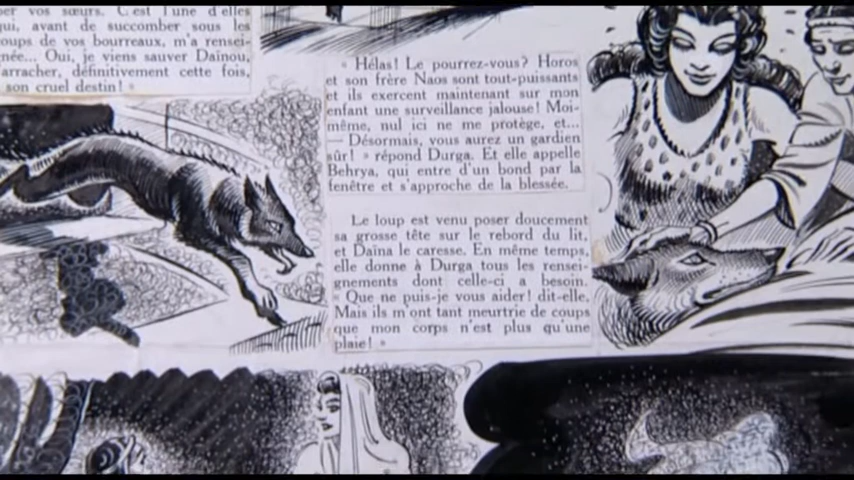 vos sœurs. C'est l'une d'elles
qui, avant de succomber sous les
coups de vos bourreaux, m'a rensei-
gnée... Oui, je viens sauver Daïnou,
l'arracher, définitivement cette fois,
son cruel destin! »
« Hélas! Le pourrez-vous? Horos
et son frère Naos sont tout-puissants
et ils exercent maintenant sur mon
enfant une surveillance jalouse! Moi-
même, nul ici ne me protège, et...
— Désormais, vous aurez un gardien
sûr! » répond Durga. Et elle appelle
Behrya, qui entre d'un bond par la
fenêtre et s'approche de la blessée.
Le loup est venu poser doucement
sa grosse tête sur le rebord du lit,
et Daïna le caresse. En même temps,
elle donne à Durga tous les rensei-
gnements dont celle-ci a besoin.
« Que ne puis-je vous aider! dit-elle.
Mais ils m'ont tant meurtrie de coups
que mon corps n'est plus qu'une
plaie! »